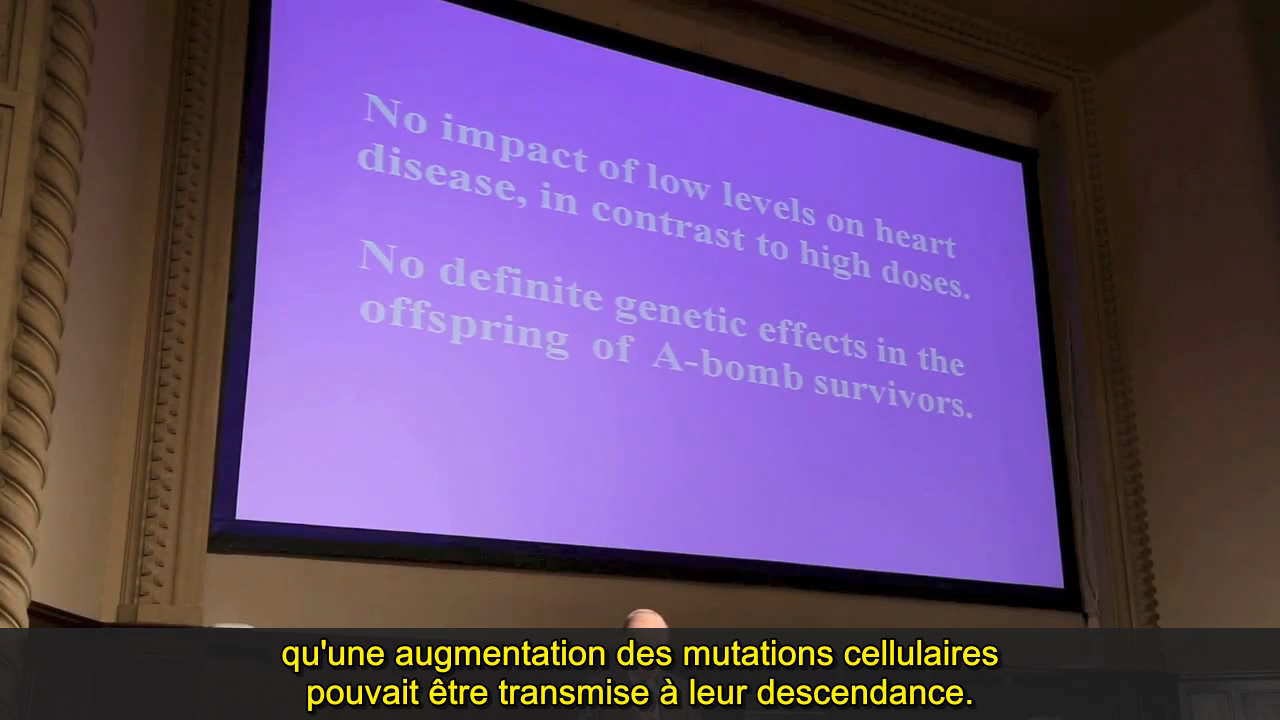 No impact of low levels on heart
disease, in contrast to high doses.
No definite genetic effects in the
offspring of A-bomb survivors.
qu'une augmentation des mutations cellulaires
pouvait être transmise à leur descendance.